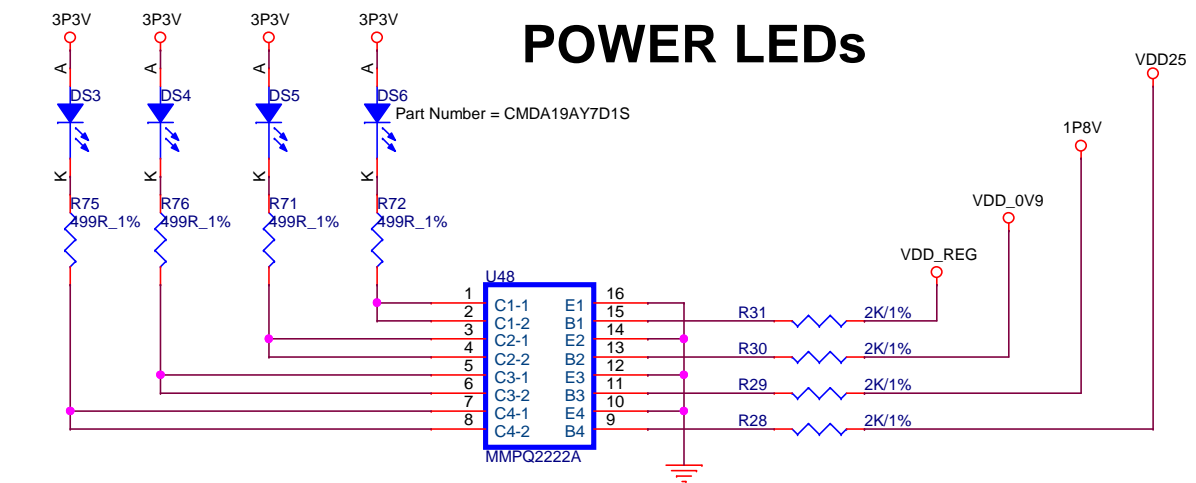 POWER LEDs
3P3V 3P3V 3P3V 3P3V
VDD25
A A A A
DS3 DS4 DS5 DS6
Part Number = CMDA19AY7D1S
1P8V
K K K K
R75 R76 R71 R72
499R_1% 499R_1% 499R_1% 499R_1%
VDD_0V9
VDD_REG
U48
1 C1-1 E1 16
2 C1-2 B1 15 R31 2K/1%
3 C2-1 E2 14
4 C2-2 B2 13 R30 2K/1%
5 C3-1 E3 12
6 C3-2 B3 11 R29 2K/1%
7 C4-1 E4 10
8 C4-2 B4 9 R28 2K/1%
MMPQ2222A